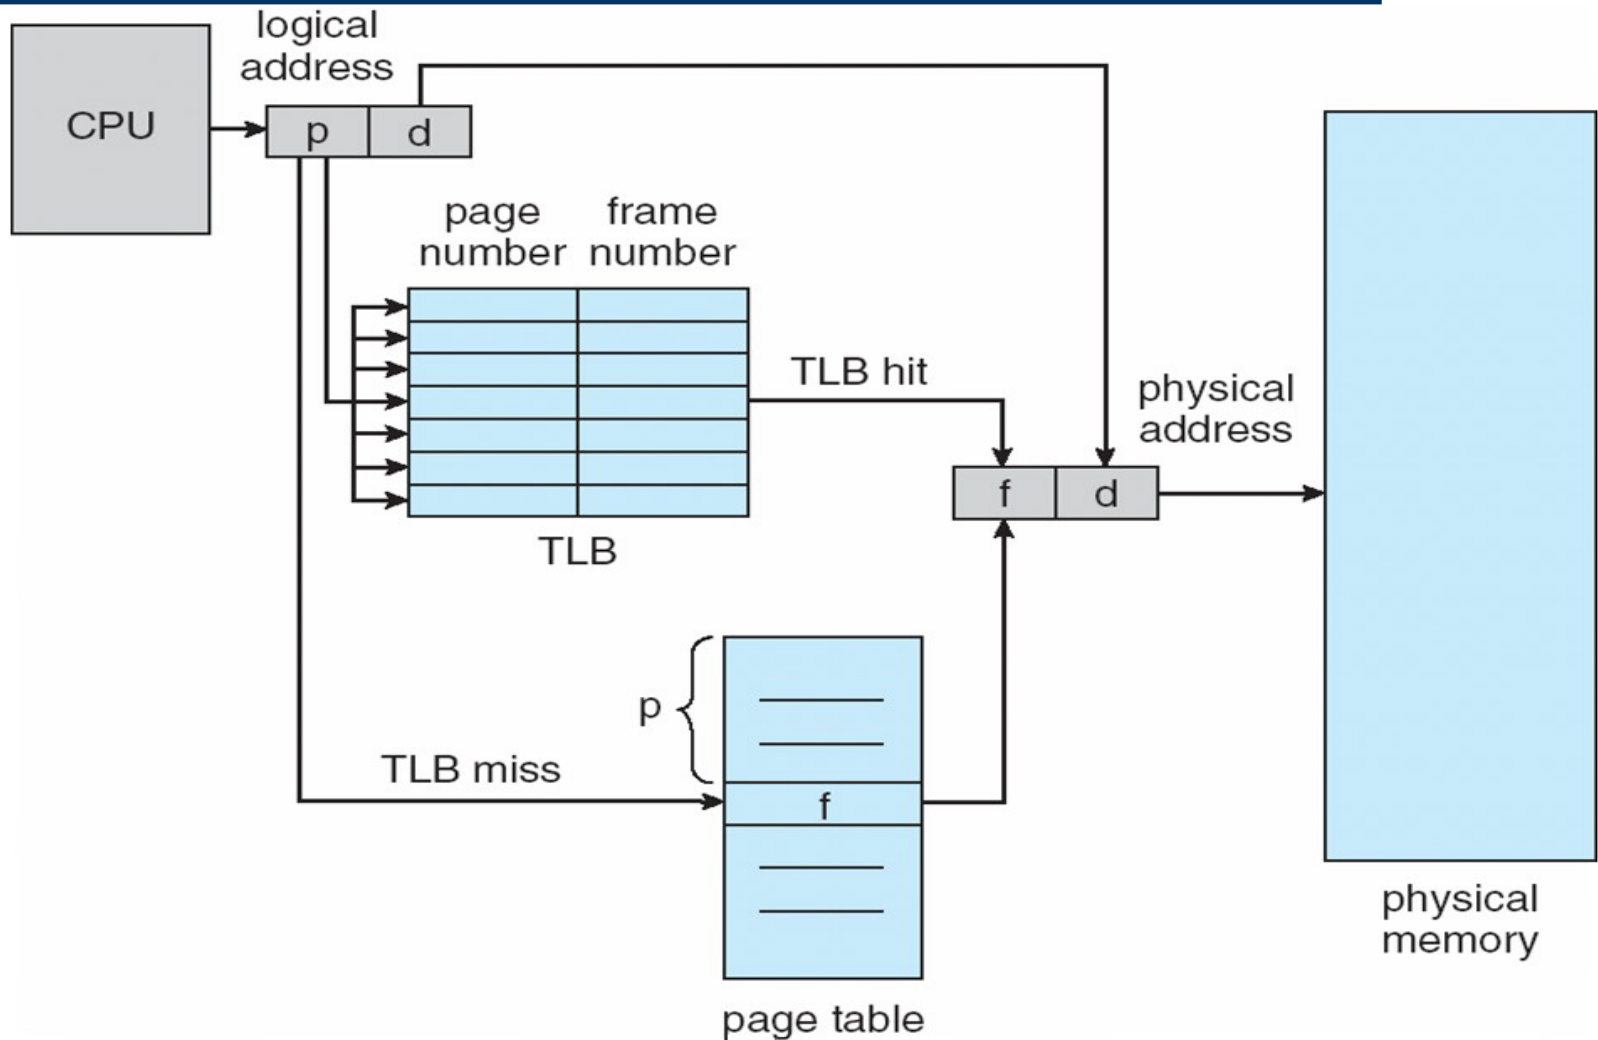 logical
address
CPU
p
d
page
number
frame
number
TLB hit
physical
address
f
d
TLB
p
TLB miss
f
physical
memory
page table